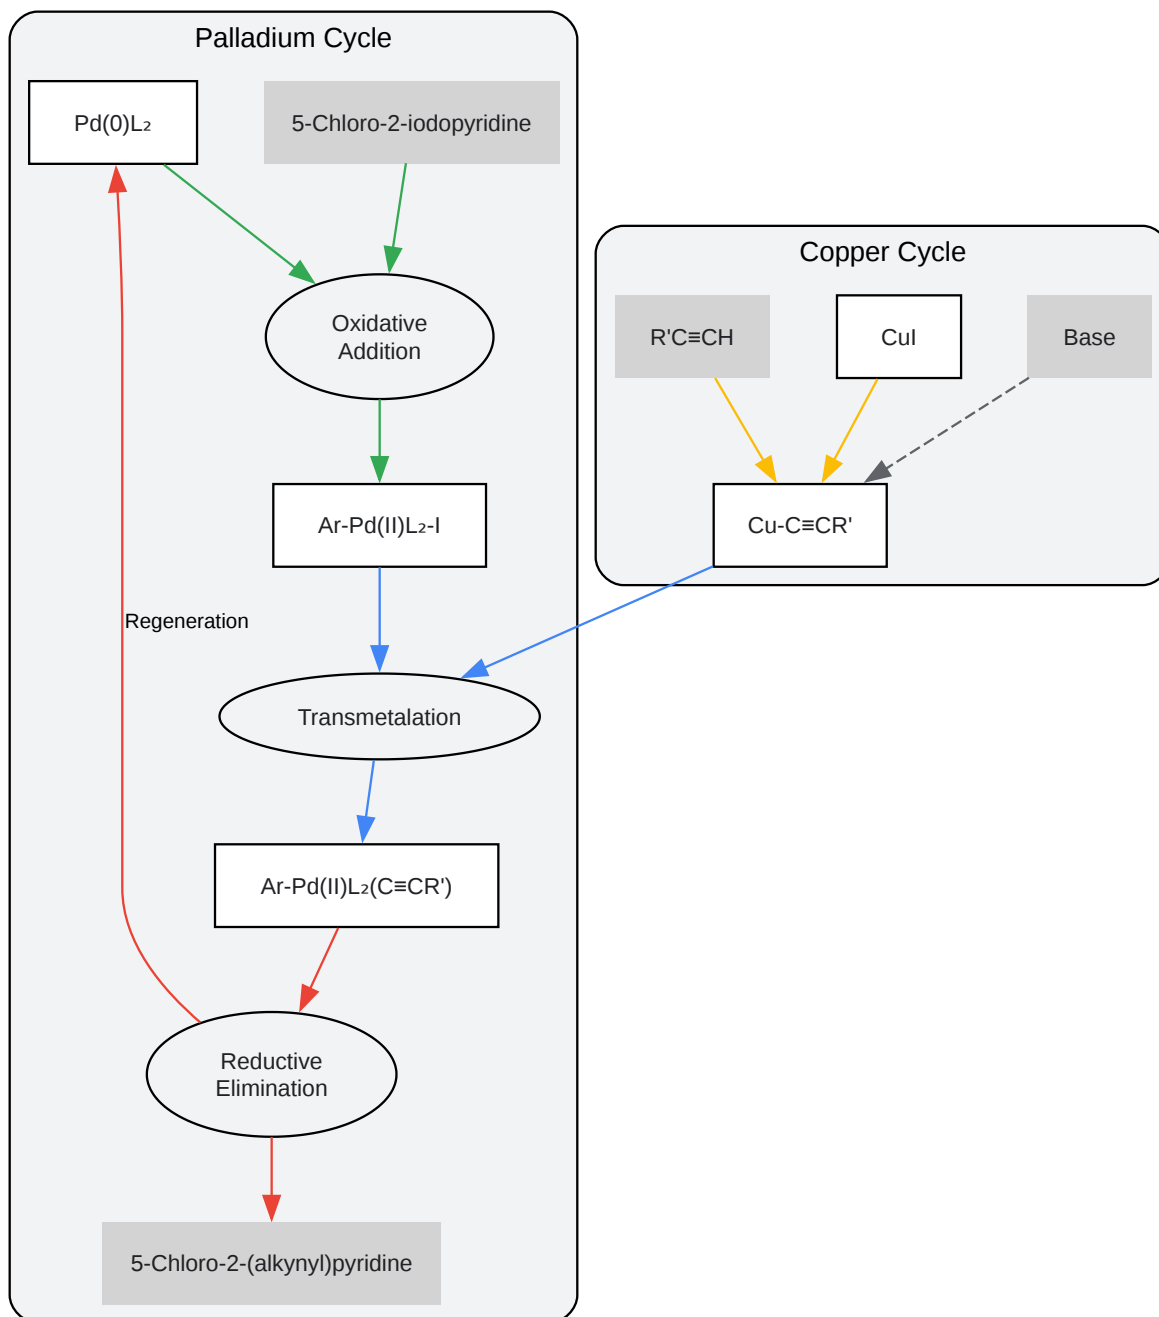 Palladium Cycle
Pd(0)L₂
5-Chloro-2-iodopyridine
Oxidative
Addition
Ar-Pd(II)L₂-I
Regeneration
Transmetalation
Ar-Pd(II)L₂(C≡CR')
Reductive
Elimination
5-Chloro-2-(alkynyl)pyridine
Copper Cycle
R'C≡CH
CuI
Base
Cu-C≡CR'